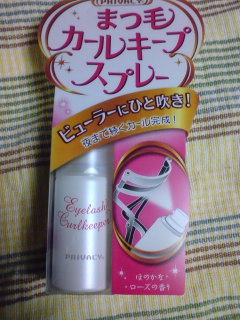 PRIVACY
まつ毛
カールキープ
スプレー
ビューラーにひと吹き!
夜まで続くカール完成!
Eyelash
Curlkeeper
PRIVACY
ほのかな
ローズの香り